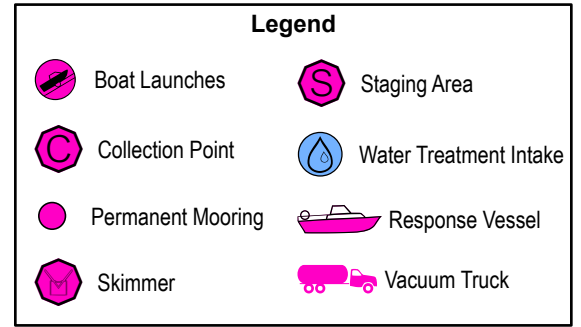 Legend
Boat Launches
S Staging Area
C Collection Point
Water Treatment Intake
Permanent Mooring
Response Vessel
Skimmer
Vacuum Truck